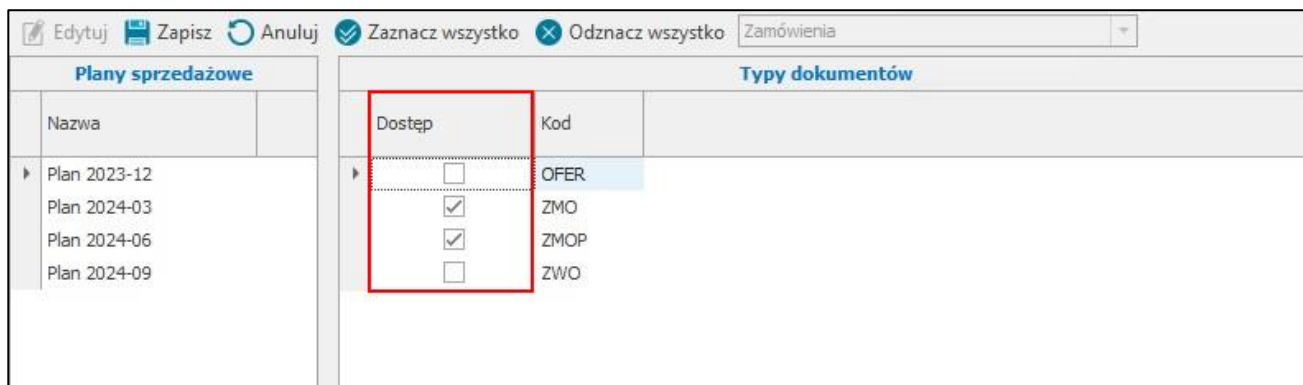 Edytuj Zapisz Anuluj Zaznacz wszystko Odznacz wszystko Zamówienia
Plany sprzedażowe Typy dokumentów
Nazwa Dostęp Kod
Plan 2023-12 OFER
Plan 2024-03 ZMO
Plan 2024-06 ZMOP
Plan 2024-09 ZWO